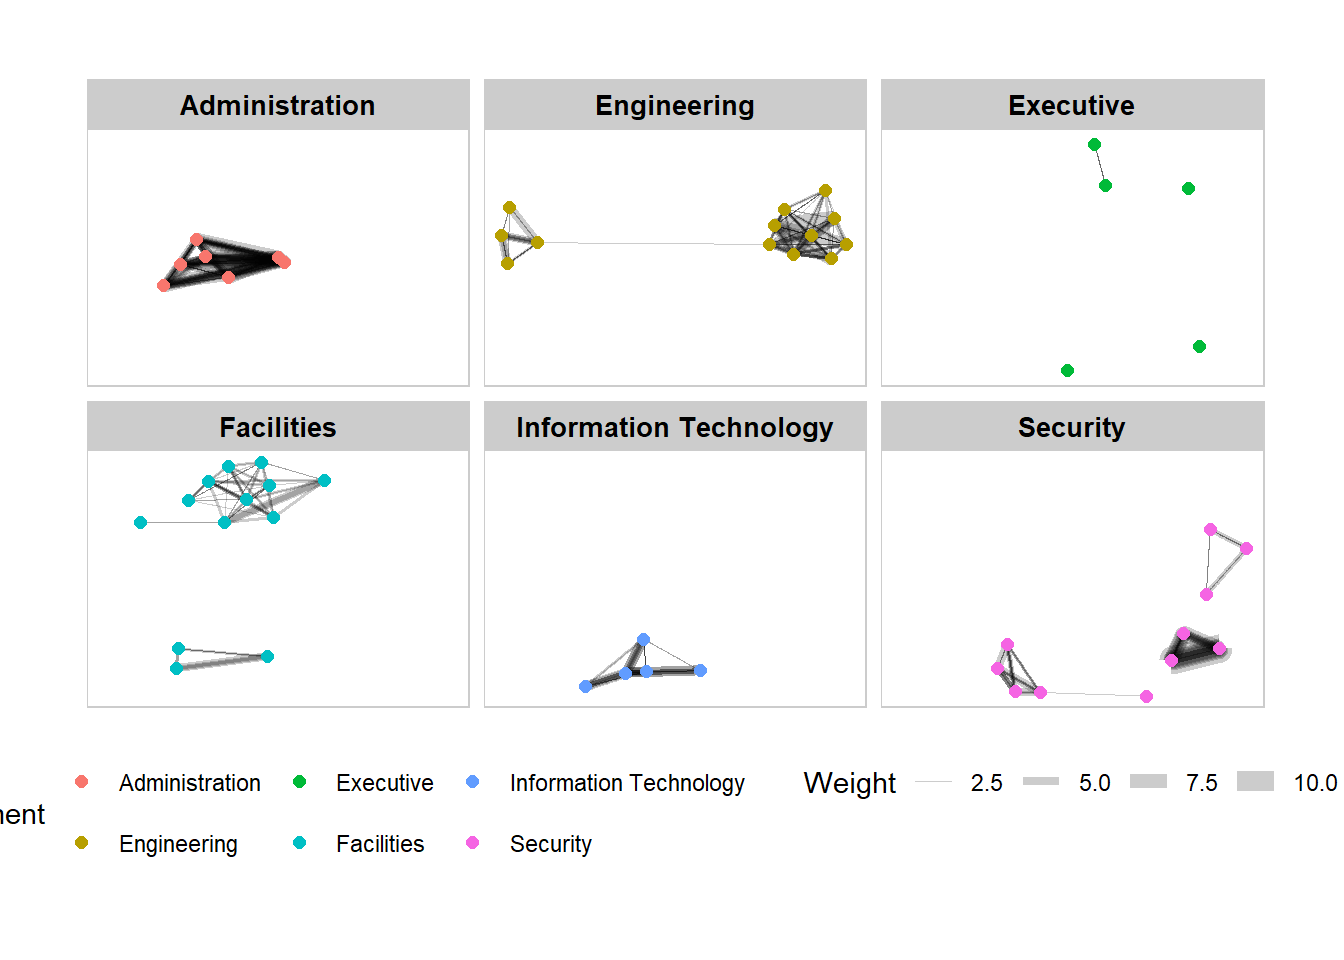 Administration
Engineering
Executive
Facilities
Information Technology
Security
Administration
Executive
Information Technology
Weight
2.5
5.0
7.5
10.0
Engineering
Facilities
Security